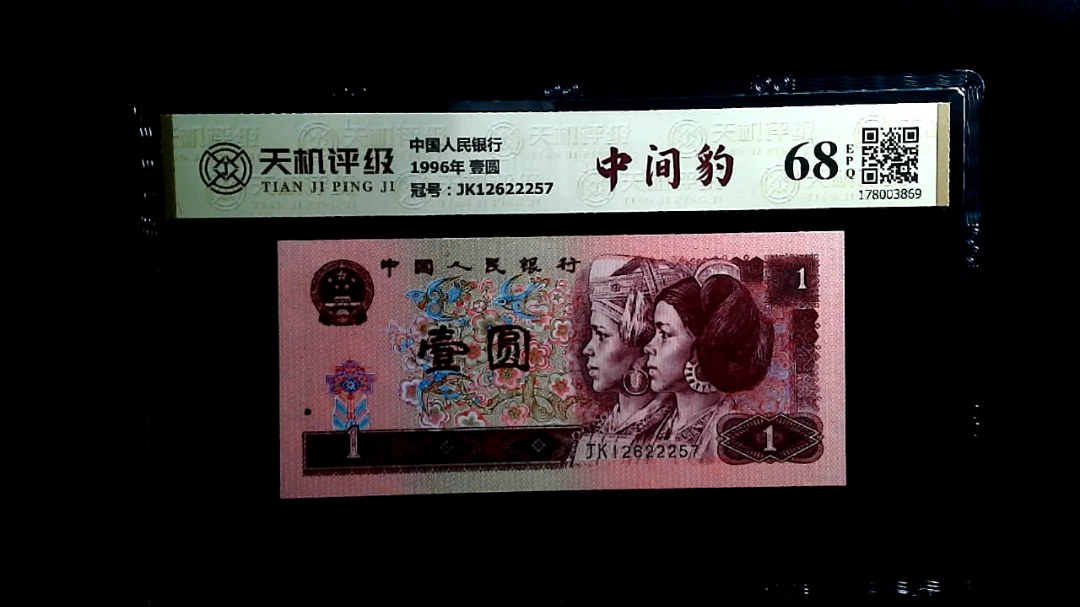 天机评级
TIAN JI PING JI
中国人民银行
1996年 壹圆
冠号：JK12622257
中间豹
68
EPQ
178003869
中国人民银行
1
壹圆
1
JK12622257
1